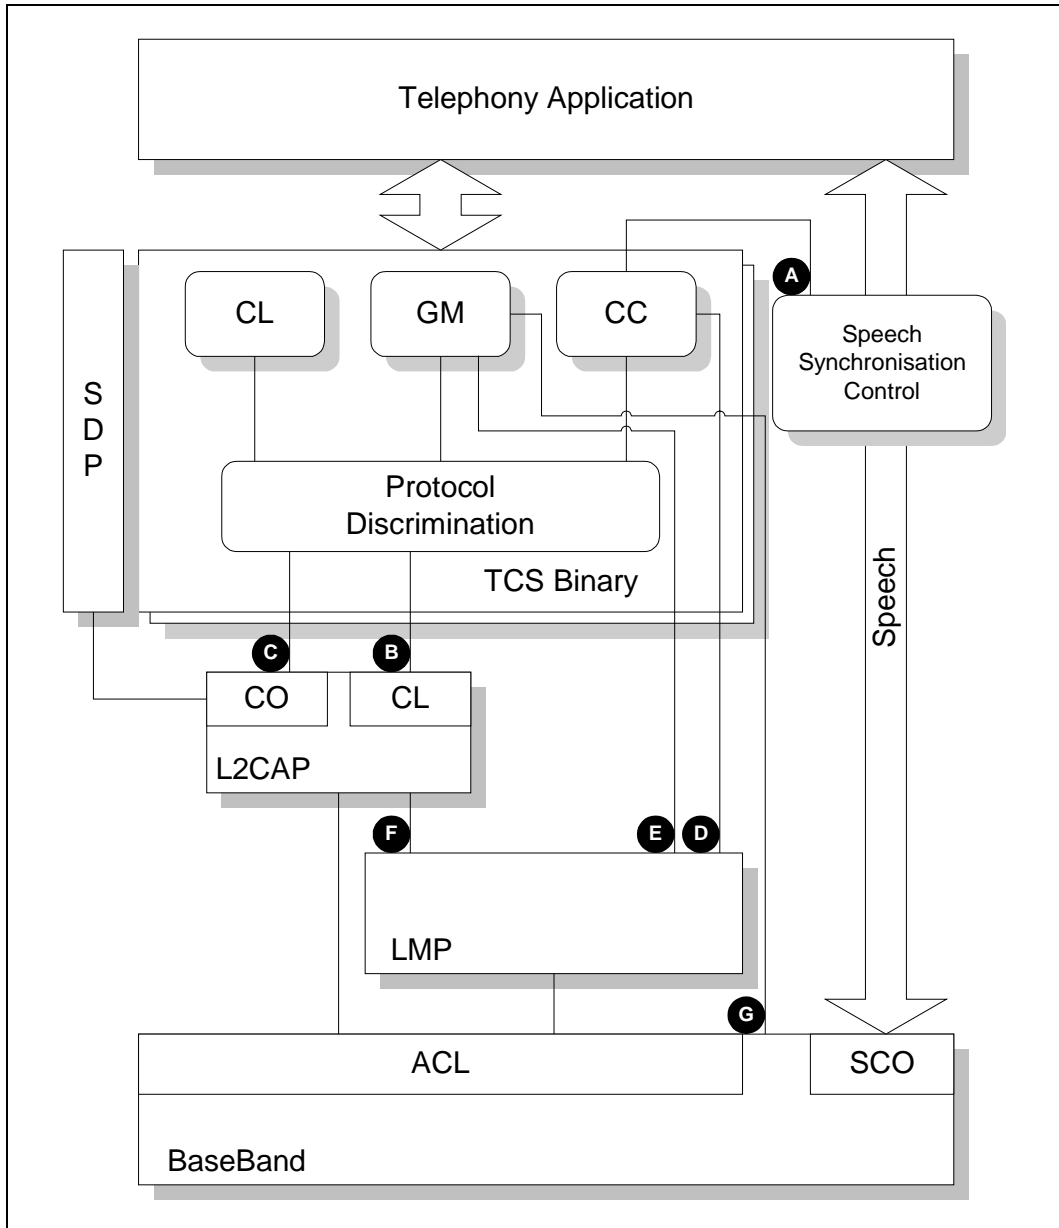 Telephony Application
A
CL
GM
CC
Speech
Synchronisation
Control
S
D
P
Protocol
Discrimination
TCS Binary
Speech
C
B
CO
CL
L2CAP
F
E
D
LMP
G
ACL
SCO
BaseBand